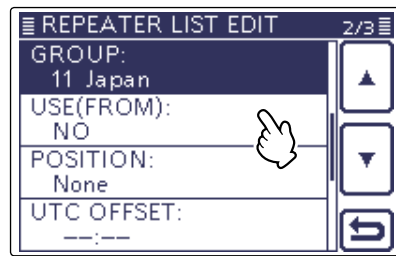 REPEATER LIST EDIT 2/3
GROUP:
11 Japan
USE(FROM):
NO
POSITION:
None
UTC OFFSET:
--:--